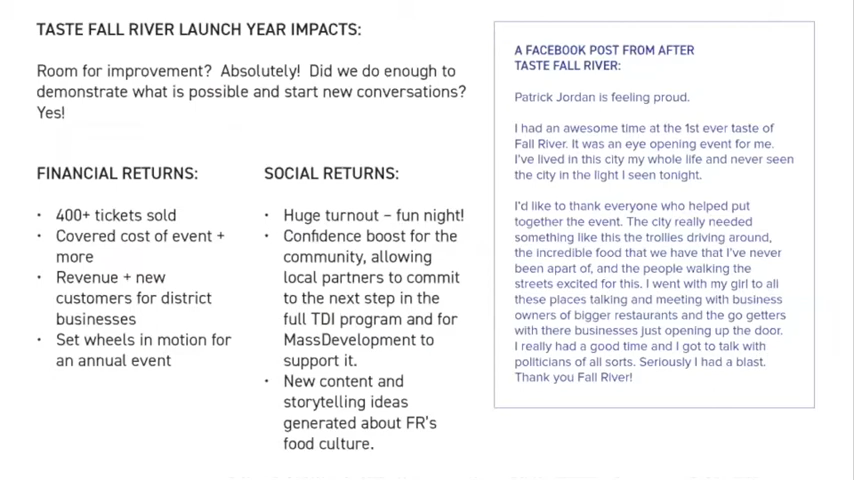 TASTE FALL RIVER LAUNCH YEAR IMPACTS:
Room for improvement? Absolutely! Did we do enough to
demonstrate what is possible and start new conversations?
Yes!
FINANCIAL RETURNS:
• 400+ tickets sold
• Covered cost of event +
more
• Revenue + new
customers for district
businesses
• Set wheels in motion for
an annual event
SOCIAL RETURNS:
• Huge turnout – fun night!
• Confidence boost for the
community, allowing
local partners to commit
to the next step in the
full TDI program and for
MassDevelopment to
support it.
• New content and
storytelling ideas
generated about FR's
food culture.
A FACEBOOK POST FROM AFTER
TASTE FALL RIVER:
Patrick Jordan is feeling proud.
I had an awesome time at the 1st ever taste of
Fall River. It was an eye opening event for me.
I've lived in this city my whole life and never seen
the city in the light I seen tonight.
I'd like to thank everyone who helped put
together the event. The city really needed
something like this the trollies driving around,
the incredible food that we have that I've never
been apart of, and the people walking the
streets excited for this. I went with my girl to all
these places talking and meeting with business
owners of bigger restaurants and the go getters
with there businesses just opening up the door.
I really had a good time and I got to talk with
politicians of all sorts. Seriously I had a blast.
Thank you Fall River!